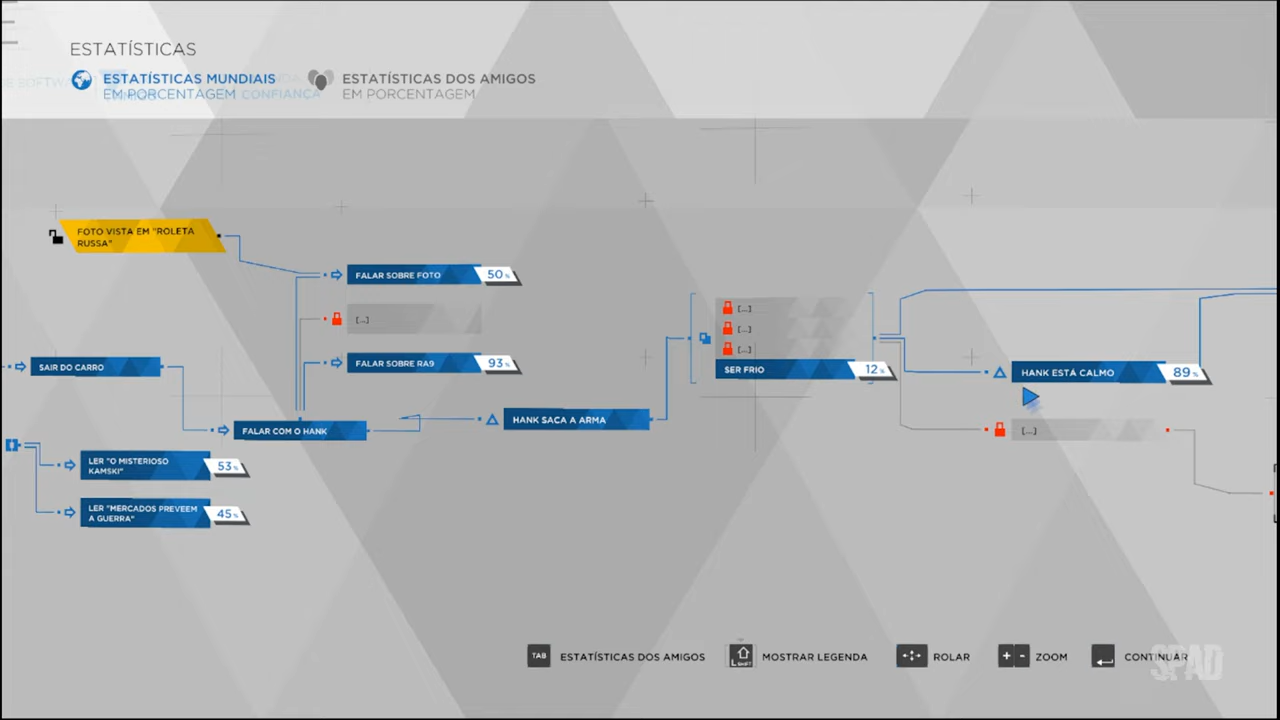 ESTATÍSTICAS
ESTATÍSTICAS MUNDIAIS
EM PORCENTAGEM CONFIANÇA
ESTATÍSTICAS DOS AMIGOS
EM PORCENTAGEM
FOTO VISTA EM "ROLETA
RUSSA"
FALAR SOBRE FOTO 50%
[...]
FALAR SOBRE RA9 93%
SAIR DO CARRO
FALAR COM O HANK
HANK SACA A ARMA
LER "O MISTERIOSO
KAMSKI" 53%
LER "MERCADOS PREVEEM
A GUERRA" 45%
[...]
[...]
[...]
SER FRIO 12%
HANK ESTÁ CALMO 89%
[...]
TAB ESTATÍSTICAS DOS AMIGOS
L SHIFT MOSTRAR LEGENDA
ROLAR
+ - ZOOM
CONTINUAR
SPAD